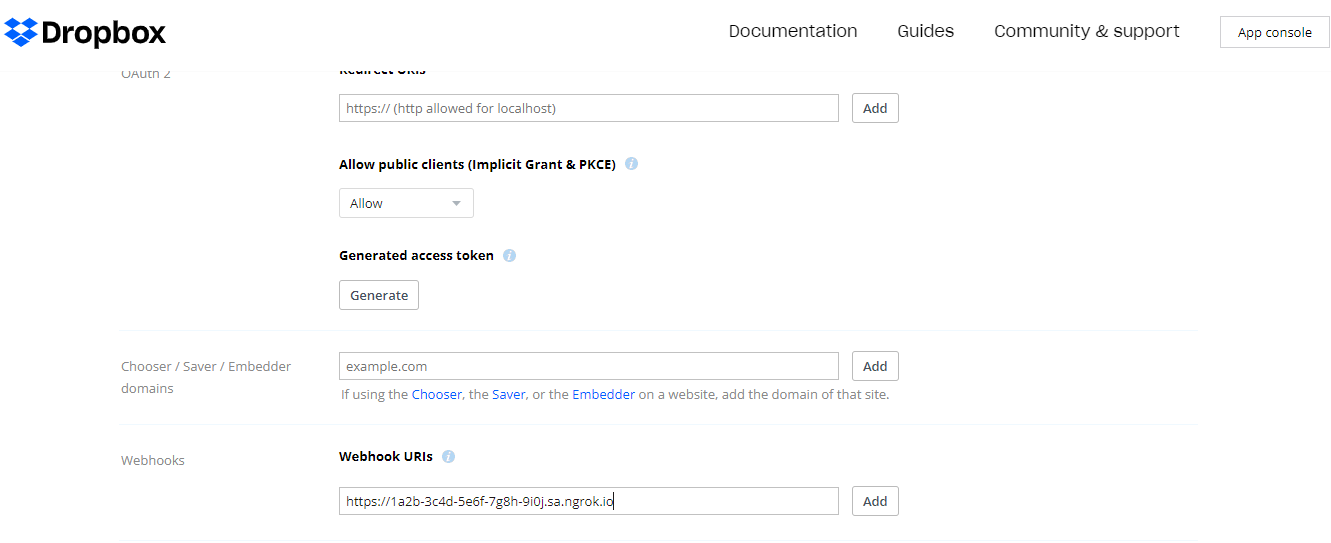 Dropbox
Documentation
Guides
Community & support
App console
OAuth 2
Redirect URIs
https:// (http allowed for localhost)
Add
Allow public clients (Implicit Grant & PKCE)
Allow
Generated access token
Generate
Chooser / Saver / Embedder
domains
example.com
Add
If using the Chooser, the Saver, or the Embedder on a website, add the domain of that site.
Webhooks
Webhook URIs
https://1a2b-3c4d-5e6f-7g8h-9i0j.sa.ngrok.io
Add